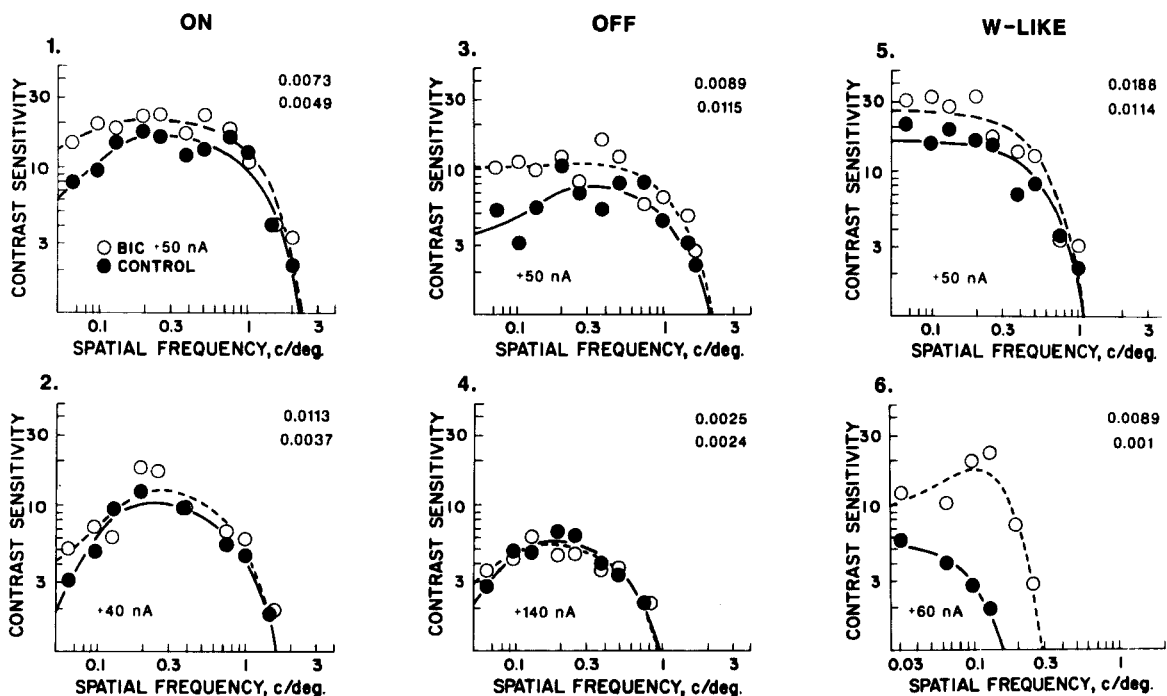 ON
OFF
W-LIKE
1.
CONTRAST SENSITIVITY
30
10
3
0.0073
0.0049
BIC +50 nA
CONTROL
0.1 0.3 1 3
SPATIAL FREQUENCY, c/deg.
3.
CONTRAST SENSITIVITY
30
10
3
0.0089
0.0115
+50 nA
0.1 0.3 1 3
SPATIAL FREQUENCY, c/deg.
5.
CONTRAST SENSITIVITY
30
10
3
0.0188
0.0114
+50 nA
0.1 0.3 1 3
SPATIAL FREQUENCY, c/deg.
2.
CONTRAST SENSITIVITY
30
10
3
0.0113
0.0037
+40 nA
0.1 0.3 1 3
SPATIAL FREQUENCY, c/deg.
4.
CONTRAST SENSITIVITY
30
10
3
0.0025
0.0024
+140 nA
0.1 0.3 1 3
SPATIAL FREQUENCY, c/deg.
6.
CONTRAST SENSITIVITY
30
10
3
0.0089
0.001
+60 nA
0.03 0.1 0.3 1
SPATIAL FREQUENCY, c/deg.